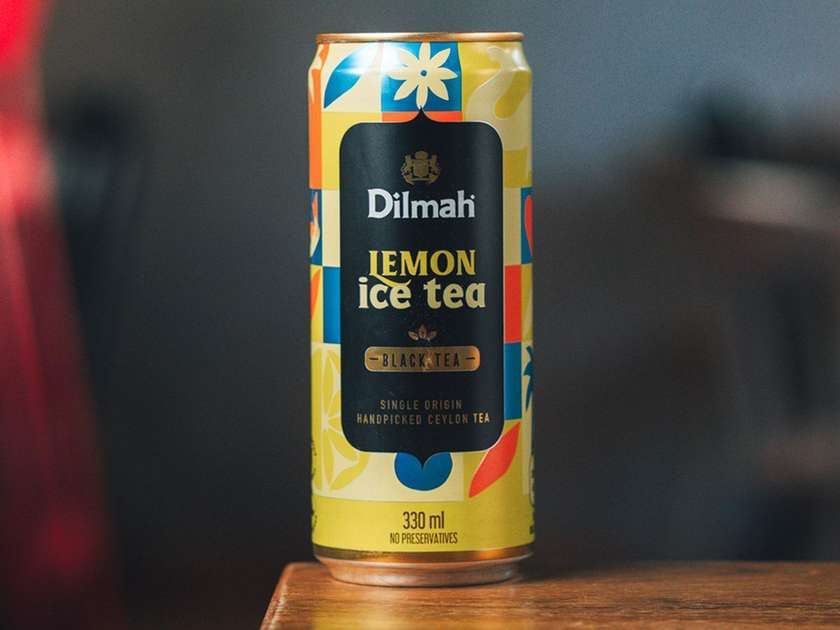 Dilmah
LEMON
ice tea
BLACK TEA
SINGLE ORIGIN
HANDPICKED CEYLON TEA
330 ml
NO PRESERVATIVES